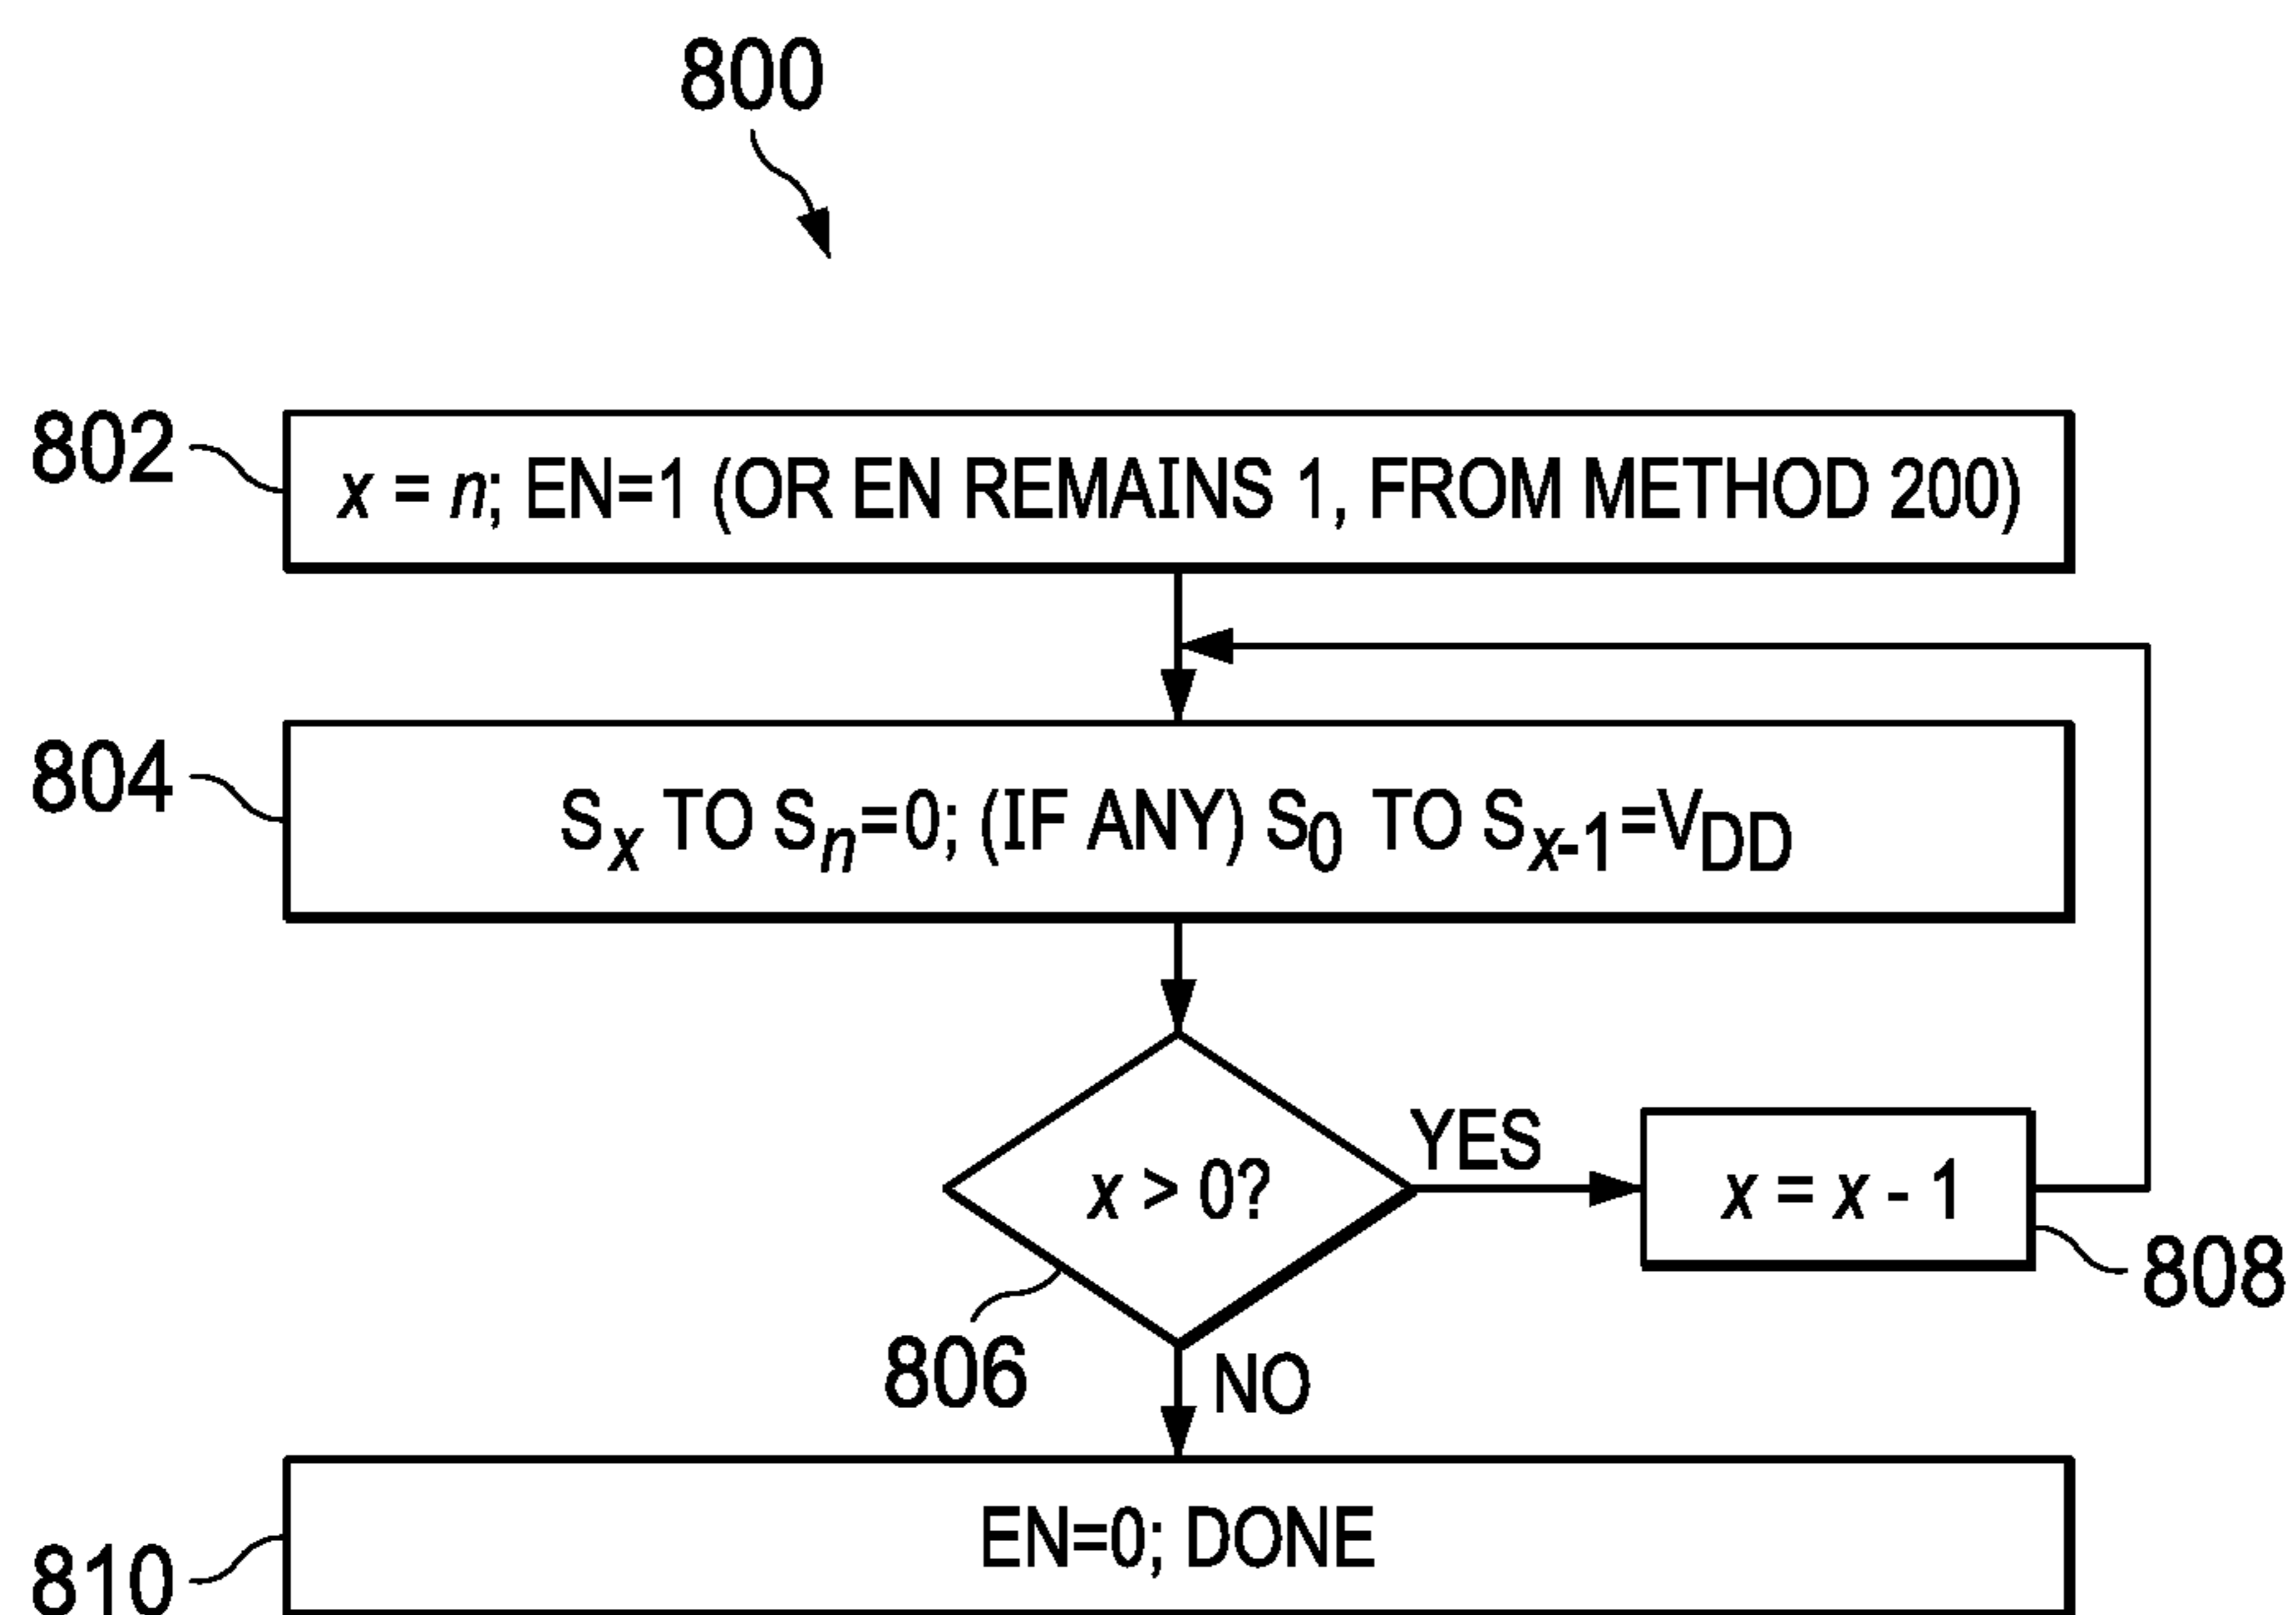 800
802
x = n; EN=1 (OR EN REMAINS 1, FROM METHOD 200)
804
Sx TO Sn=0; (IF ANY) S0 TO Sx-1=VDD
x > 0?
YES
x = x - 1
808
806
NO
EN=0; DONE
810